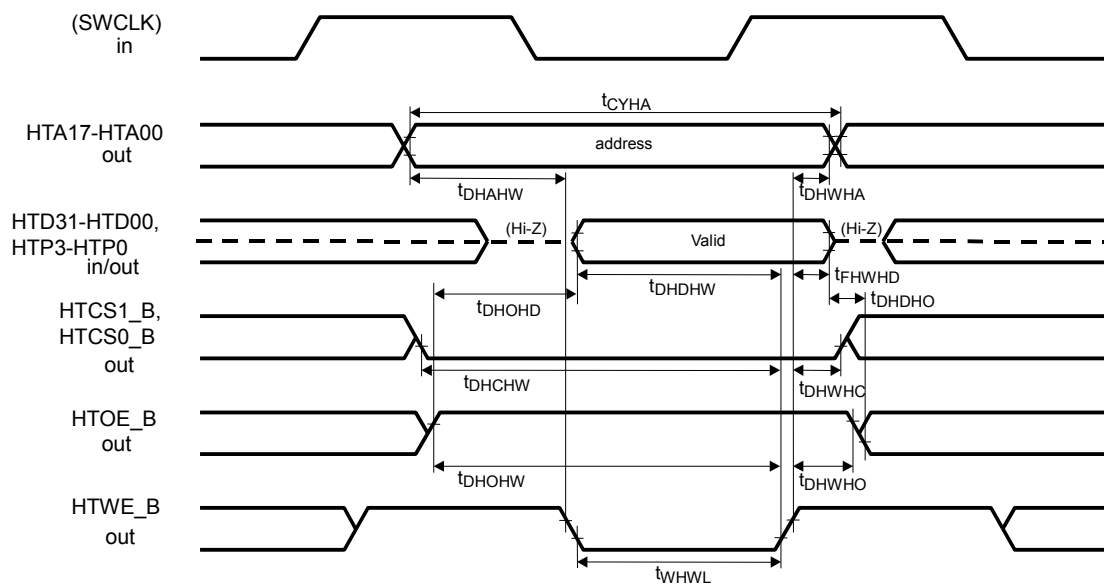 (SWCLK)
in
tCYHA
HTA17-HTA00
out
address
tDHAHW
tDHWHA
HTD31-HTD00,
HTP3-HTP0
in/out
(Hi-Z)
Valid
(Hi-Z)
tFHWHD
tDHDHW
tDHOHD
tDHDHO
HTCS1_B,
HTCS0_B
out
tDHCHW
tDHWHC
HTOE_B
out
tDHOHW
tDHWHO
HTWE_B
out
tWHWL